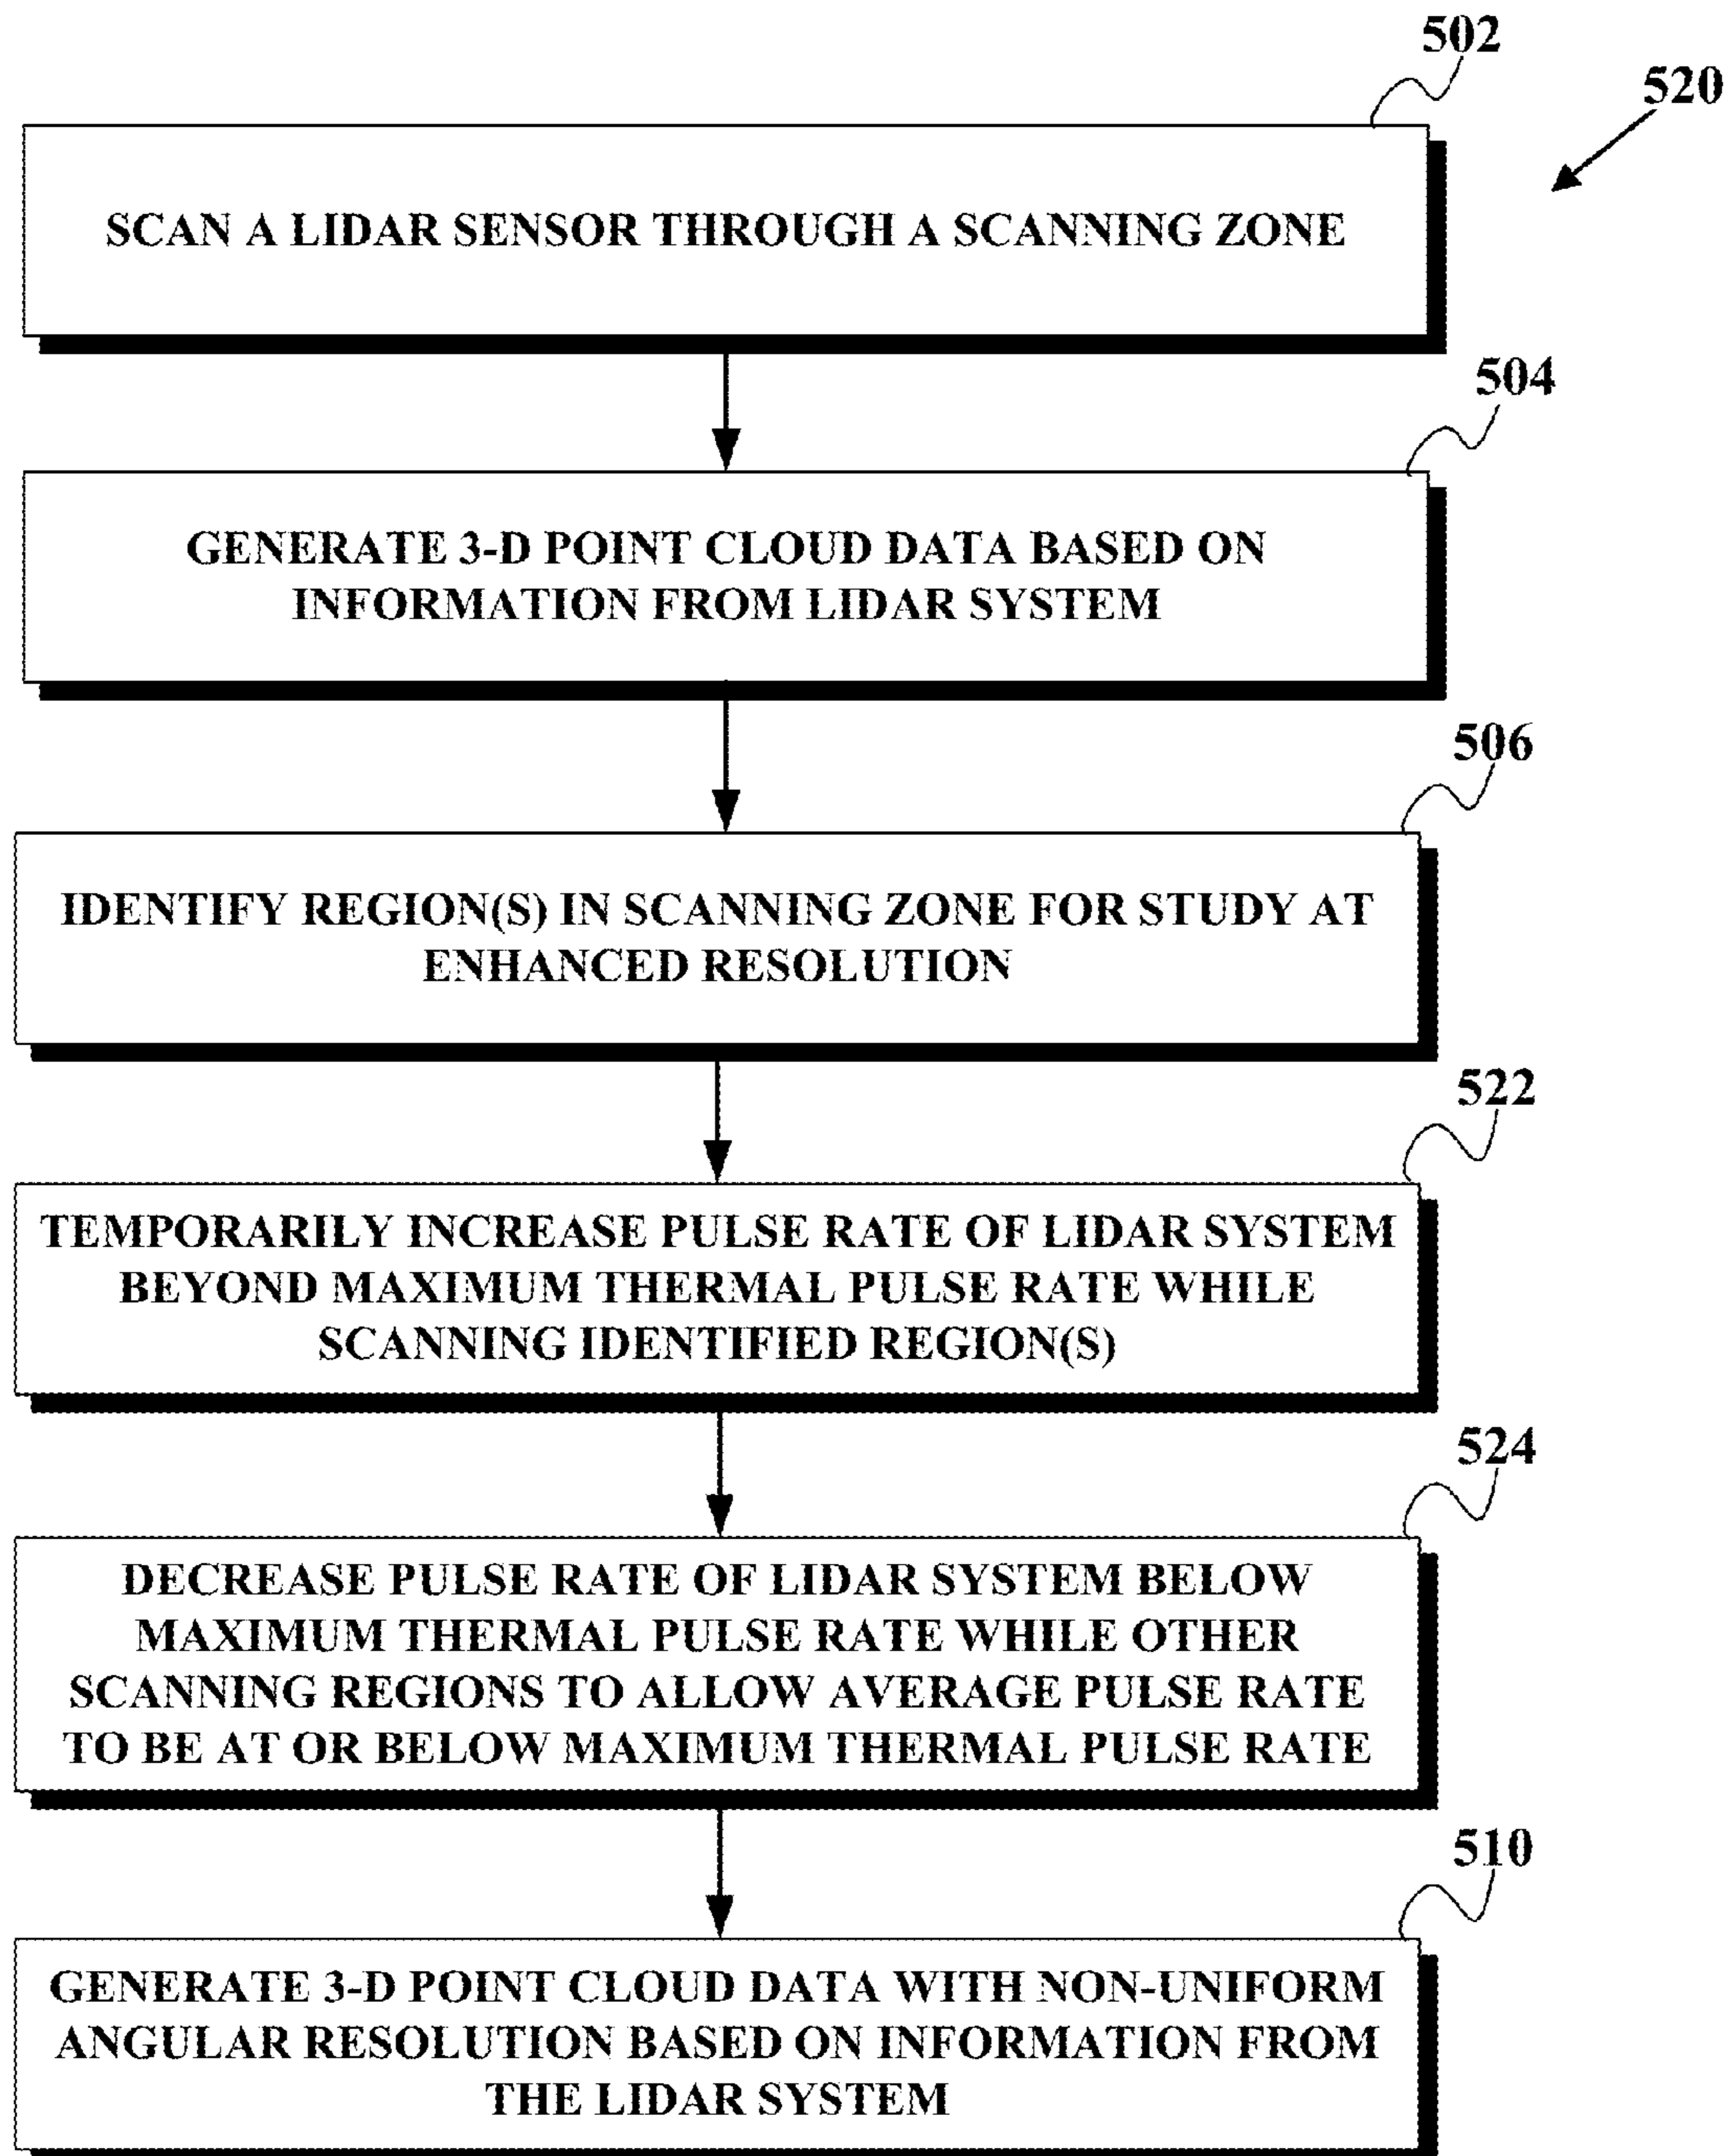 502
520
SCAN A LIDAR SENSOR THROUGH A SCANNING ZONE
504
GENERATE 3-D POINT CLOUD DATA BASED ON
INFORMATION FROM LIDAR SYSTEM
506
IDENTIFY REGION(S) IN SCANNING ZONE FOR STUDY AT
ENHANCED RESOLUTION
522
TEMPORARILY INCREASE PULSE RATE OF LIDAR SYSTEM
BEYOND MAXIMUM THERMAL PULSE RATE WHILE
SCANNING IDENTIFIED REGION(S)
524
DECREASE PULSE RATE OF LIDAR SYSTEM BELOW
MAXIMUM THERMAL PULSE RATE WHILE OTHER
SCANNING REGIONS TO ALLOW AVERAGE PULSE RATE
TO BE AT OR BELOW MAXIMUM THERMAL PULSE RATE
510
GENERATE 3-D POINT CLOUD DATA WITH NON-UNIFORM
ANGULAR RESOLUTION BASED ON INFORMATION FROM
THE LIDAR SYSTEM